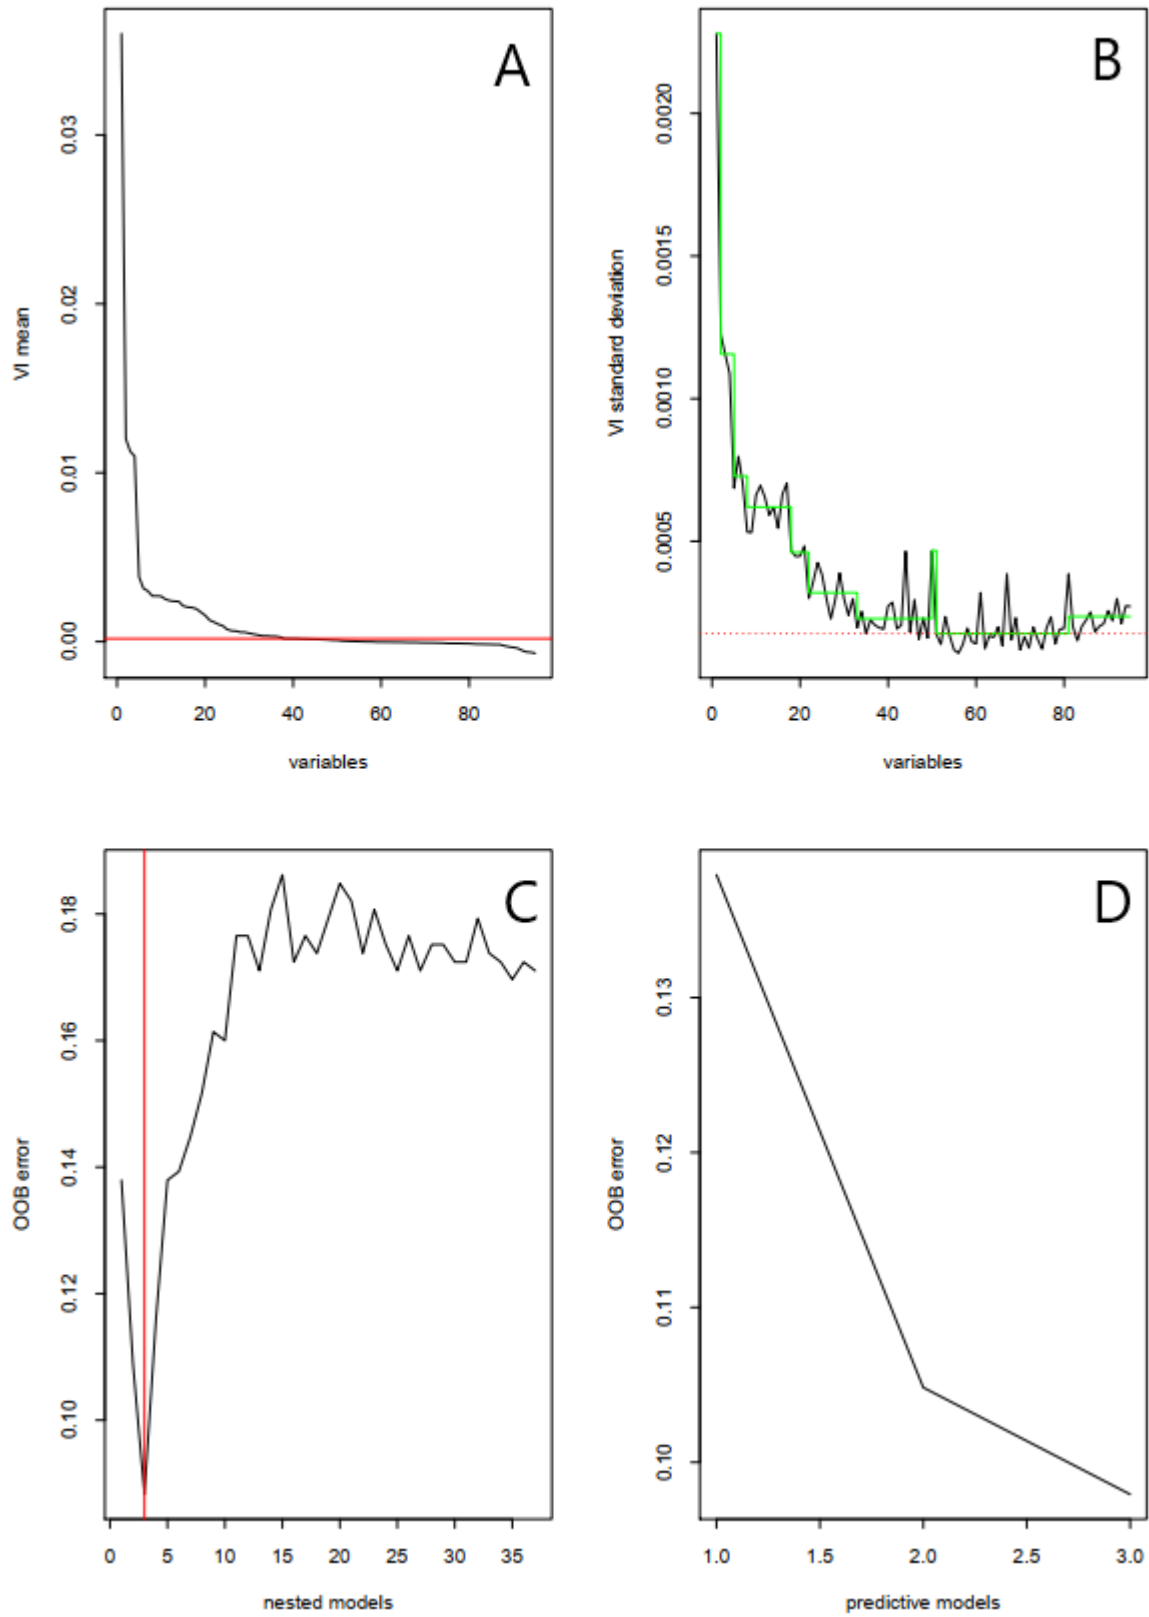 A
VI mean
0.03
0.02
0.01
0.00
0 20 40 60 80
variables
B
VI standard deviation
0.0020
0.0015
0.0010
0.0005
0 20 40 60 80
variables
C
OOB error
0.18
0.16
0.14
0.12
0.10
0 5 10 15 20 25 30 35
nested models
D
OOB error
0.13
0.12
0.11
0.10
1.0 1.5 2.0 2.5 3.0
predictive models